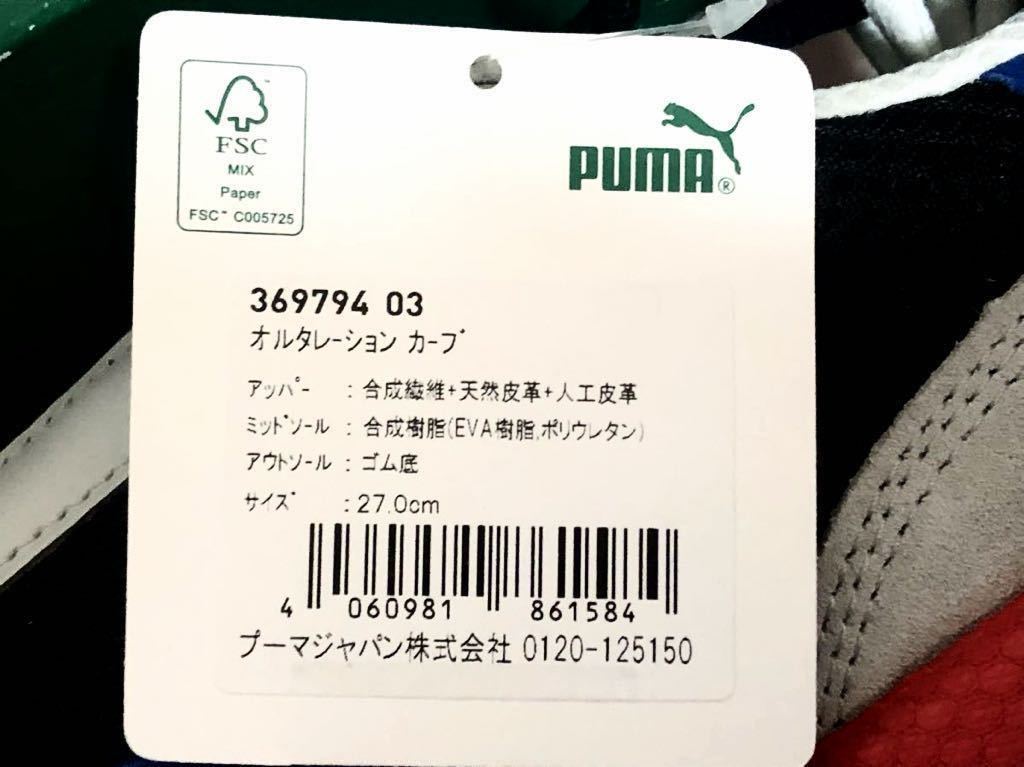 FSC
MIX
Paper
FSC™ C005725
PUMA®
369794 03
オルタレーション カーブ
アッパー : 合成繊維+天然皮革+人工皮革
ミッドソール : 合成樹脂(EVA樹脂,ポリウレタン)
アウトソール : ゴム底
サイズ : 27.0cm
4 060981 861584
プーマジャパン株式会社 0120-125150